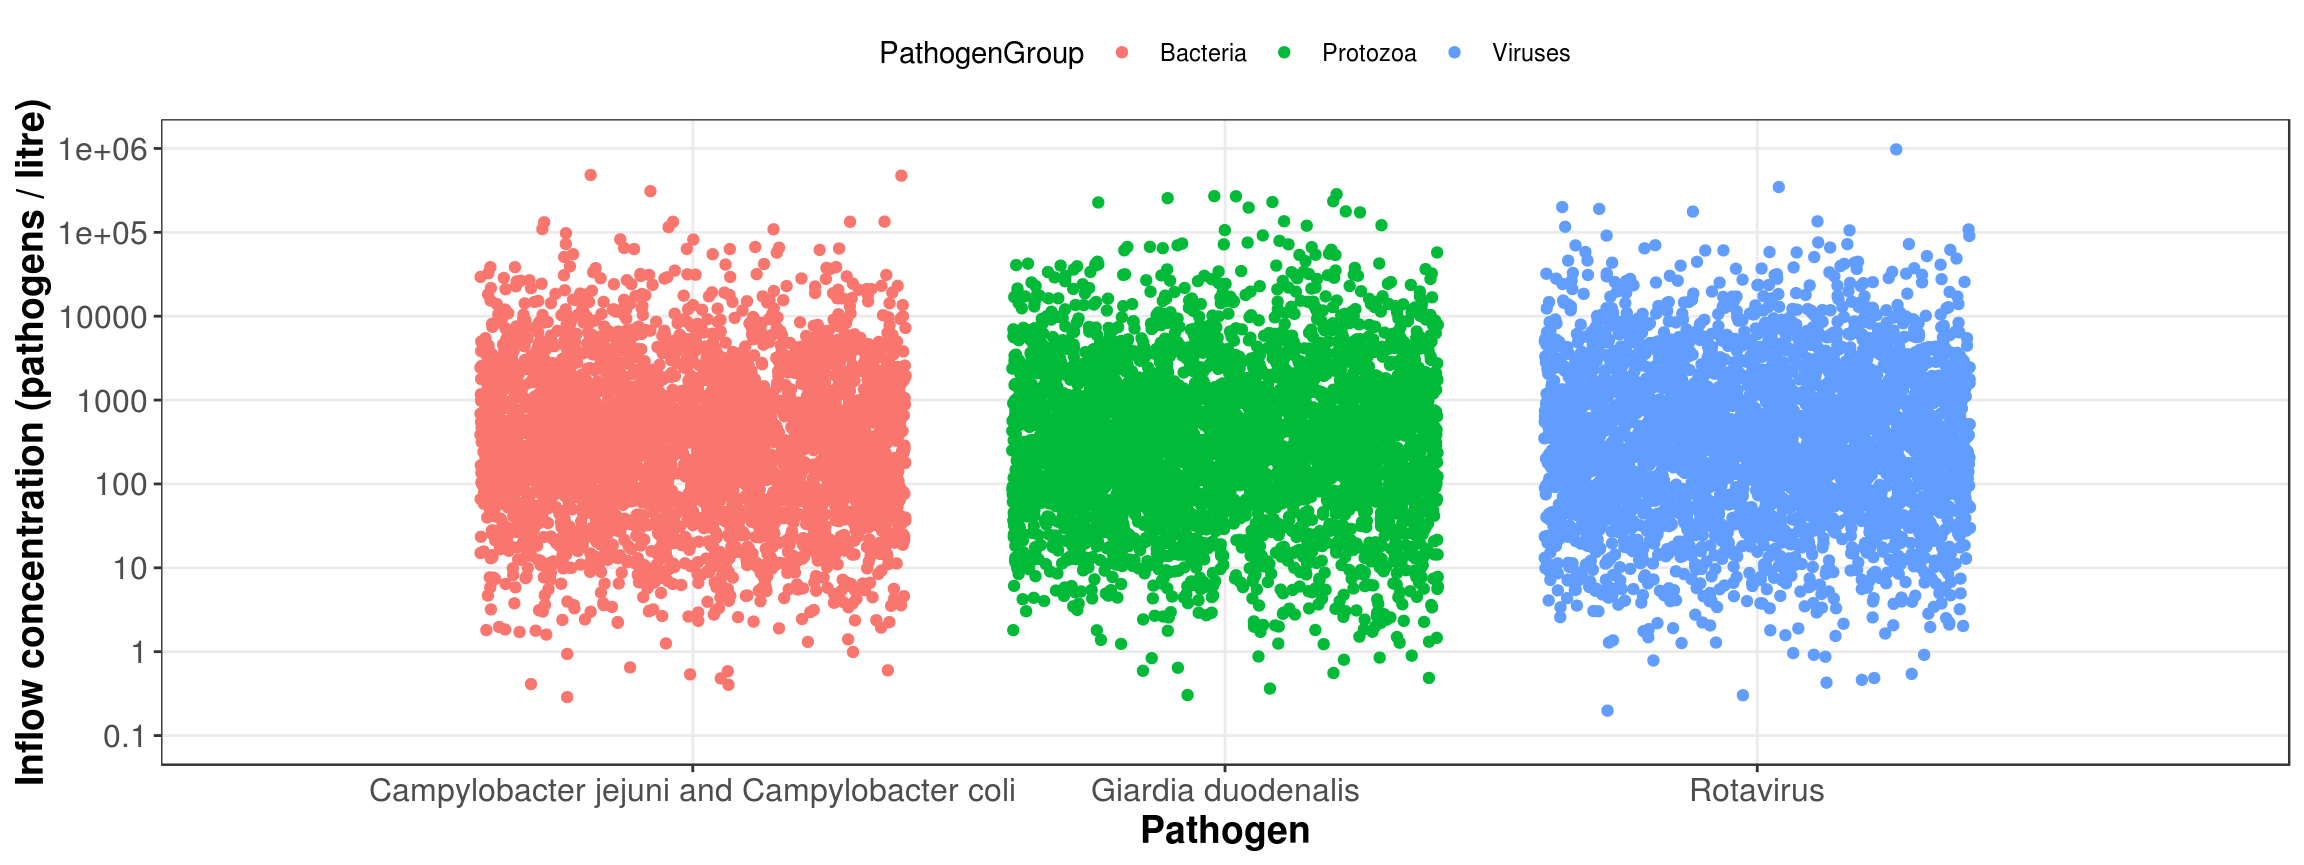 PathogenGroup Bacteria Protozoa Viruses
Inflow concentration (pathogens / litre)
1e+06
1e+05
10000
1000
100
10
1
0.1
Campylobacter jejuni and Campylobacter coli Giardia duodenalis Rotavirus
Pathogen